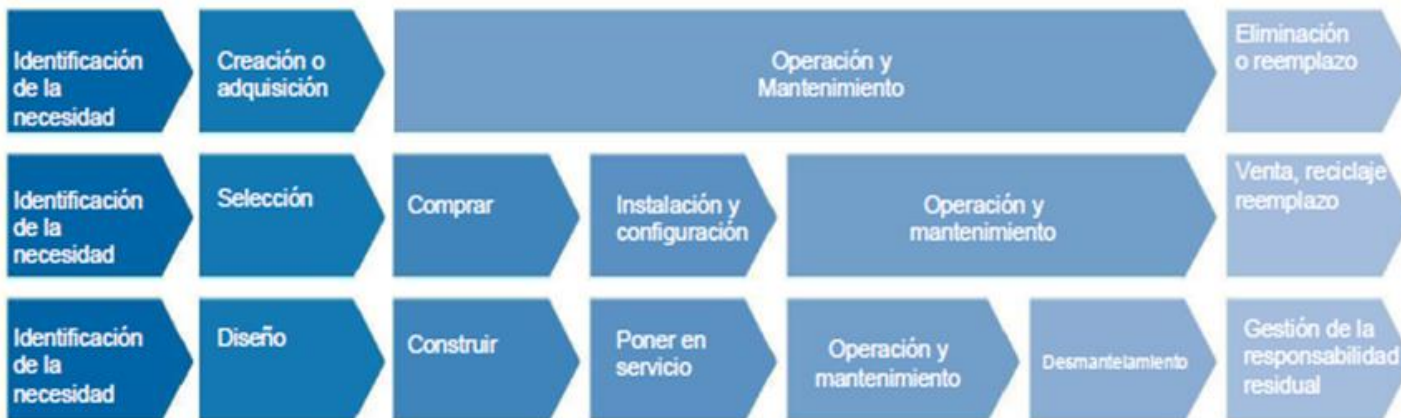 Identificación
de la
necesidad
Creación o
adquisición
Operación y
Mantenimiento
Eliminación
o reemplazo
Identificación
de la
necesidad
Selección
Comprar
Instalación y
configuración
Operación y
mantenimiento
Venta, reciclaje
reemplazo
Identificación
de la
necesidad
Diseño
Construir
Poner en
servicio
Operación y
mantenimiento
Desmantelamiento
Gestión de la
responsabilidad
residual